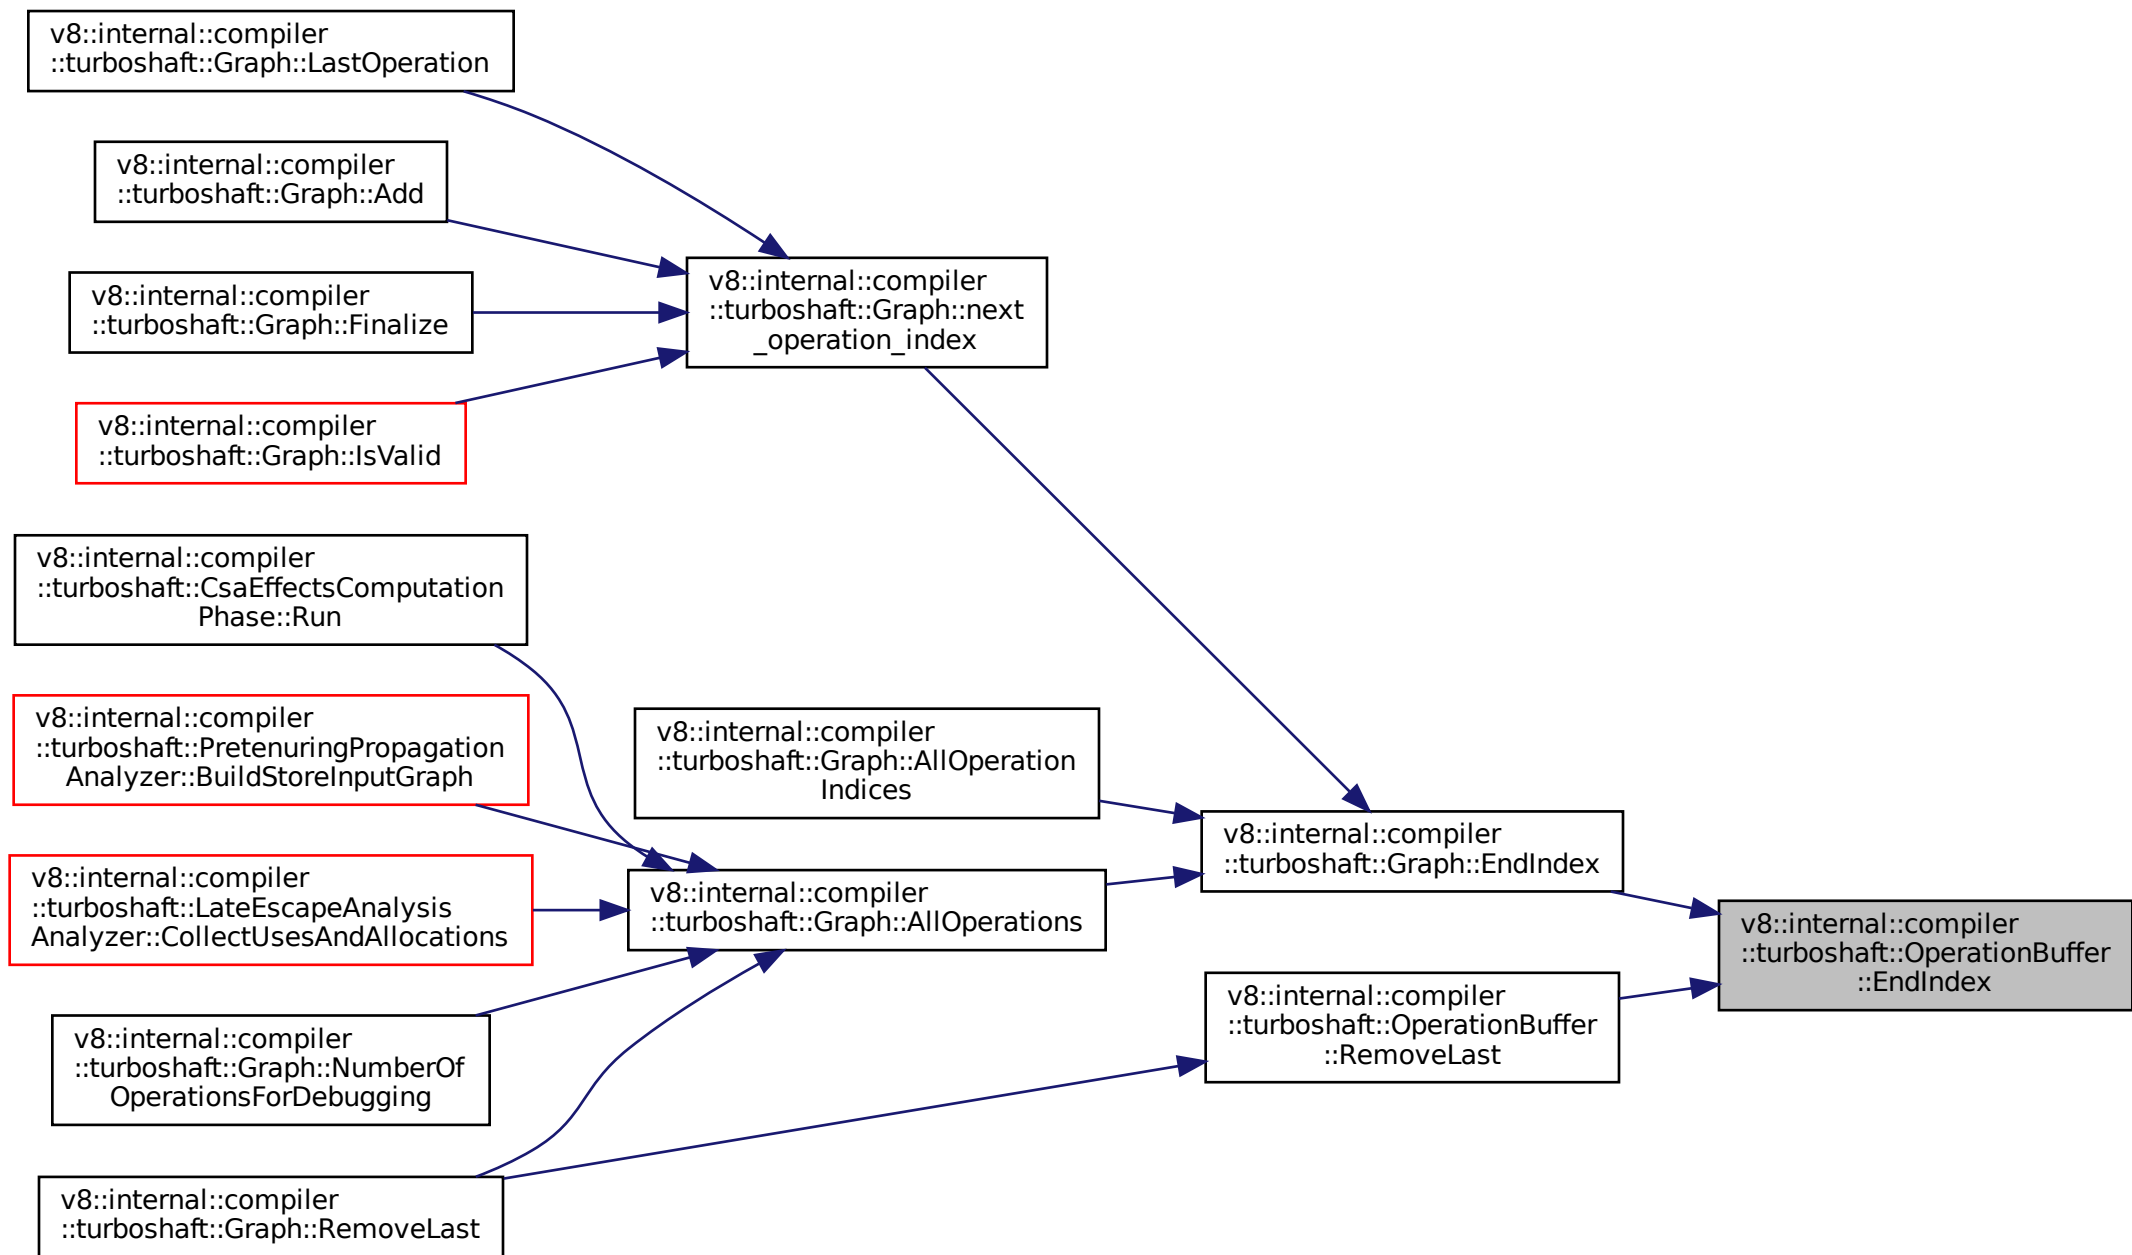 v8::internal::compiler
::turboshaft::Graph::LastOperation
v8::internal::compiler
::turboshaft::Graph::Add
v8::internal::compiler
::turboshaft::Graph::Finalize
v8::internal::compiler
::turboshaft::Graph::IsValid
v8::internal::compiler
::turboshaft::Graph::next
_operation_index
v8::internal::compiler
::turboshaft::CsaEffectsComputation
Phase::Run
v8::internal::compiler
::turboshaft::PretenuringPropagation
Analyzer::BuildStoreInputGraph
v8::internal::compiler
::turboshaft::LateEscapeAnalysis
Analyzer::CollectUsesAndAllocations
v8::internal::compiler
::turboshaft::Graph::NumberOf
OperationsForDebugging
v8::internal::compiler
::turboshaft::Graph::RemoveLast
v8::internal::compiler
::turboshaft::Graph::AllOperation
Indices
v8::internal::compiler
::turboshaft::Graph::AllOperations
v8::internal::compiler
::turboshaft::Graph::EndIndex
v8::internal::compiler
::turboshaft::OperationBuffer
::RemoveLast
v8::internal::compiler
::turboshaft::OperationBuffer
::EndIndex